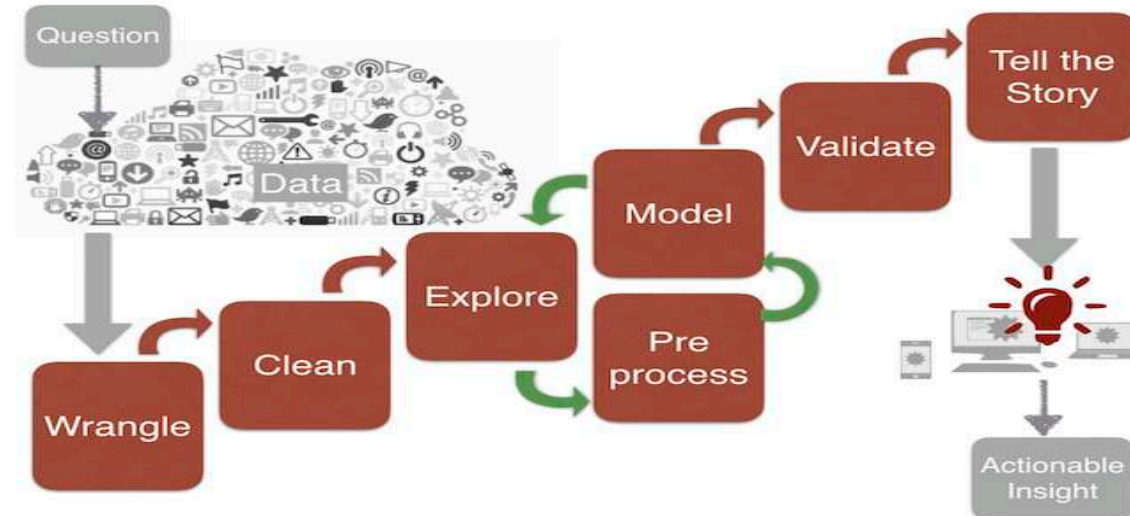 Question
Data
Wrangle
Clean
Explore
Pre
process
Model
Validate
Tell the
Story
Actionable
Insight